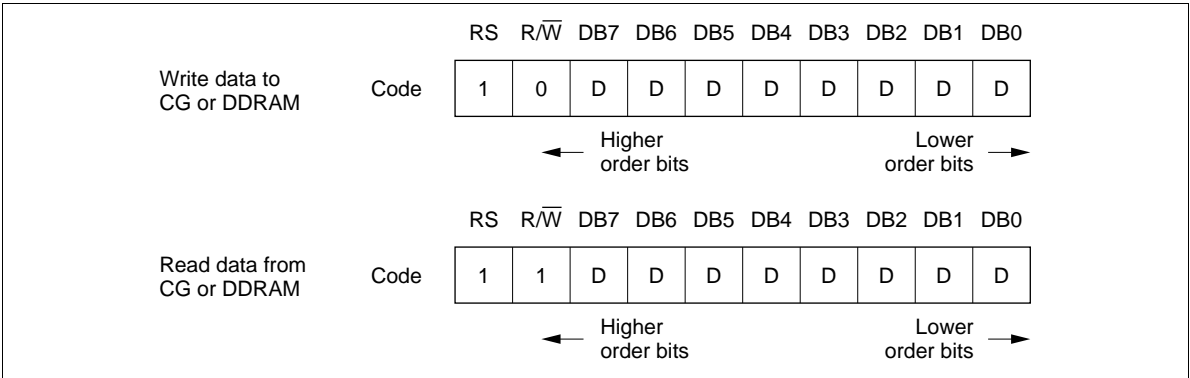 RS R/W̅ DB7 DB6 DB5 DB4 DB3 DB2 DB1 DB0
Write data to
CG or DDRAM
Code 1 0 D D D D D D D D
Higher
order bits
Lower
order bits
RS R/W̅ DB7 DB6 DB5 DB4 DB3 DB2 DB1 DB0
Read data from
CG or DDRAM
Code 1 1 D D D D D D D D
Higher
order bits
Lower
order bits